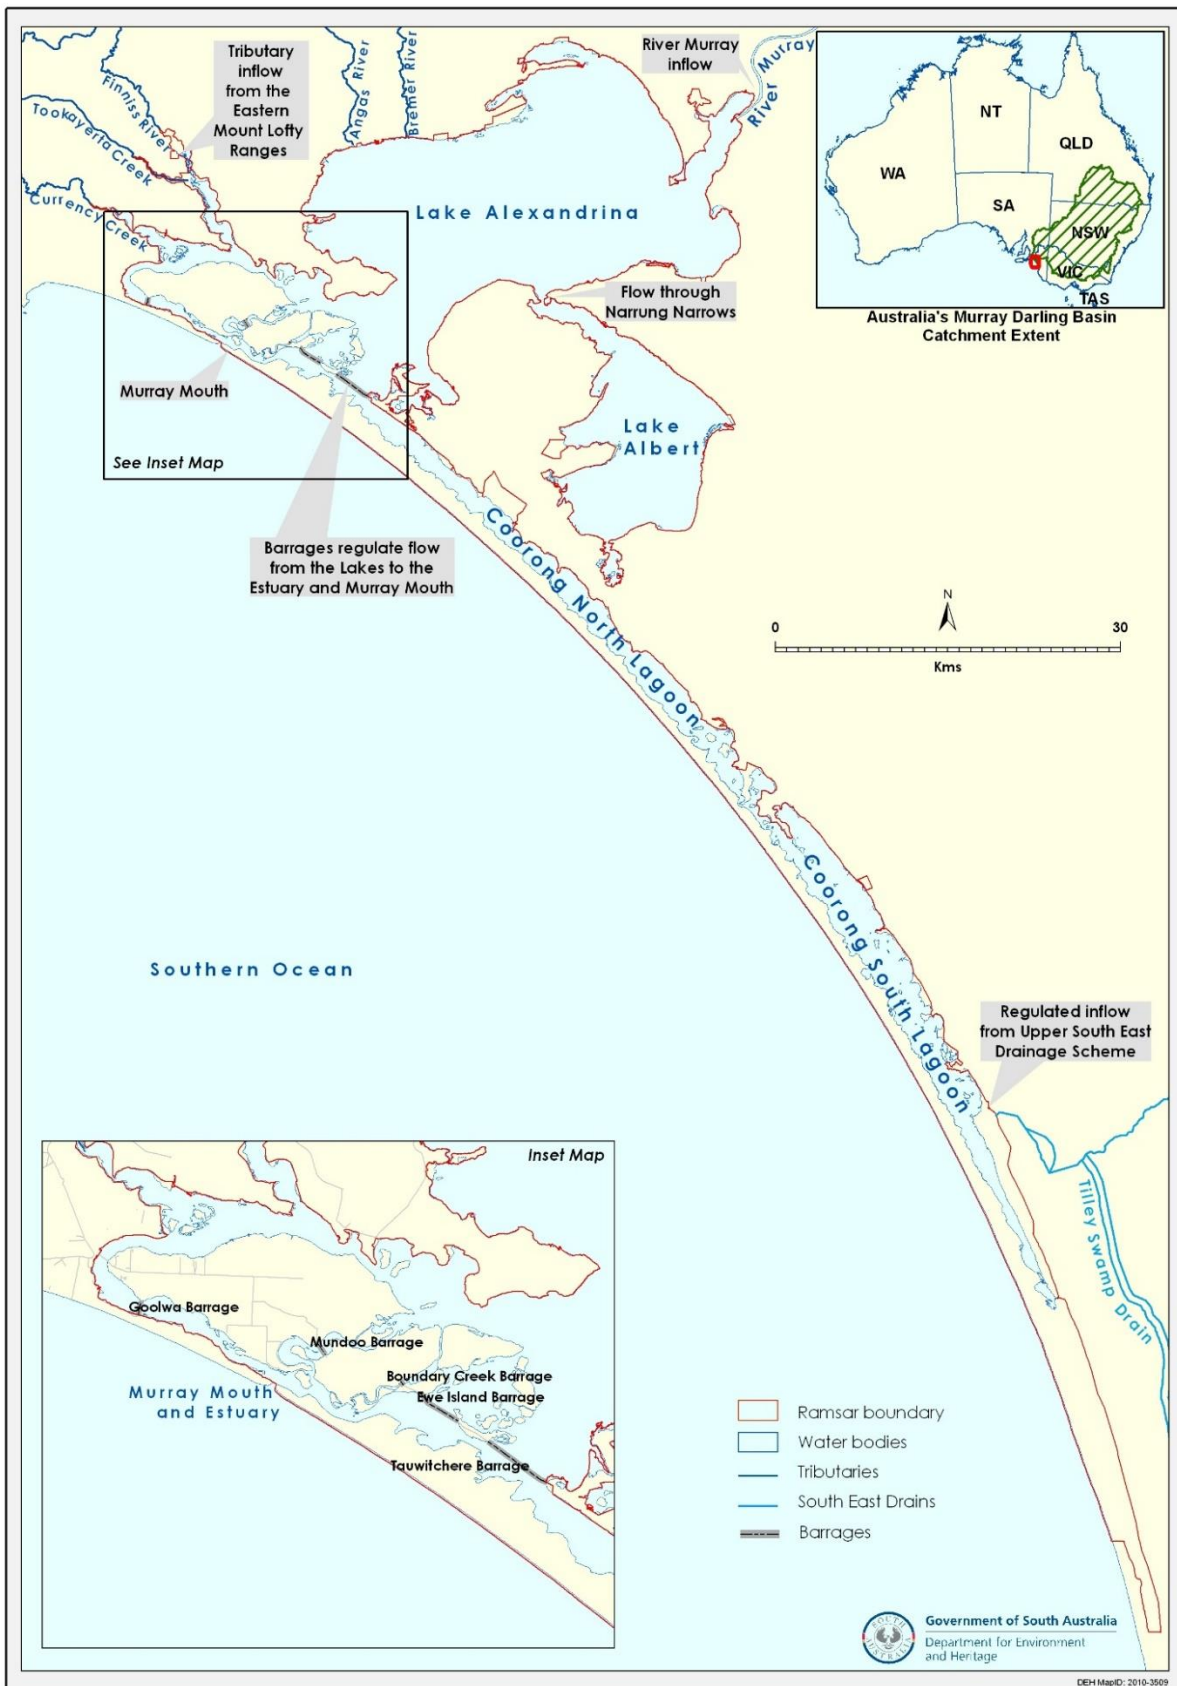 Tributary
inflow
from the
Eastern
Mount Lofty
Ranges
Finniss River
Tookayerta Creek
Currency Creek
Angas River
Bremer River
River Murray
inflow
River Murray
Lake Alexandrina
Flow through
Narrung Narrows
Lake
Albert
Murray Mouth
See Inset Map
Barrages regulate flow
from the Lakes to the
Estuary and Murray Mouth
WA
NT
QLD
SA
NSW
VIC
TAS
Australia's Murray Darling Basin
Catchment Extent
N
0
30
Kms
Coorong North Lagoon
Coorong South Lagoon
Southern Ocean
Regulated inflow
from Upper South East
Drainage Scheme
Tilley Swamp Drain
Inset Map
Goolwa Barrage
Mundoo Barrage
Boundary Creek Barrage
Ewe Island Barrage
Tauwitchere Barrage
Murray Mouth
and Estuary
Ramsar boundary
Water bodies
Tributaries
South East Drains
Barrages
SOUTH
AUSTRALIA
Government of South Australia
Department for Environment
and Heritage
DEH MapID: 2010-3509